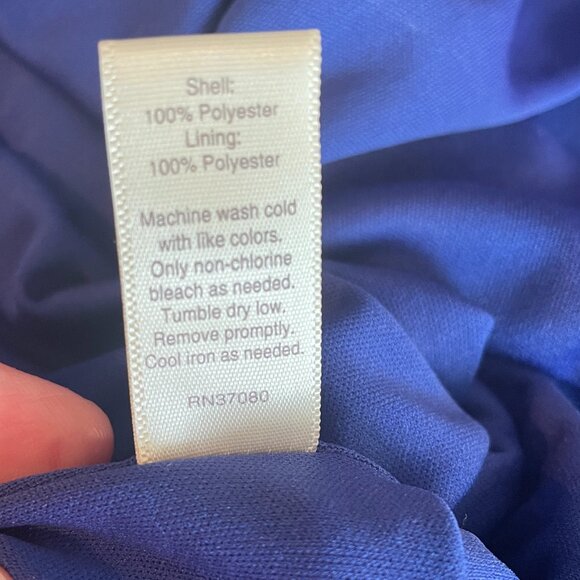 Shell:
100% Polyester
Lining:
100% Polyester
Machine wash cold
with like colors.
Only non-chlorine
bleach as needed.
Tumble dry low.
Remove promptly.
Cool iron as needed.
RN37080